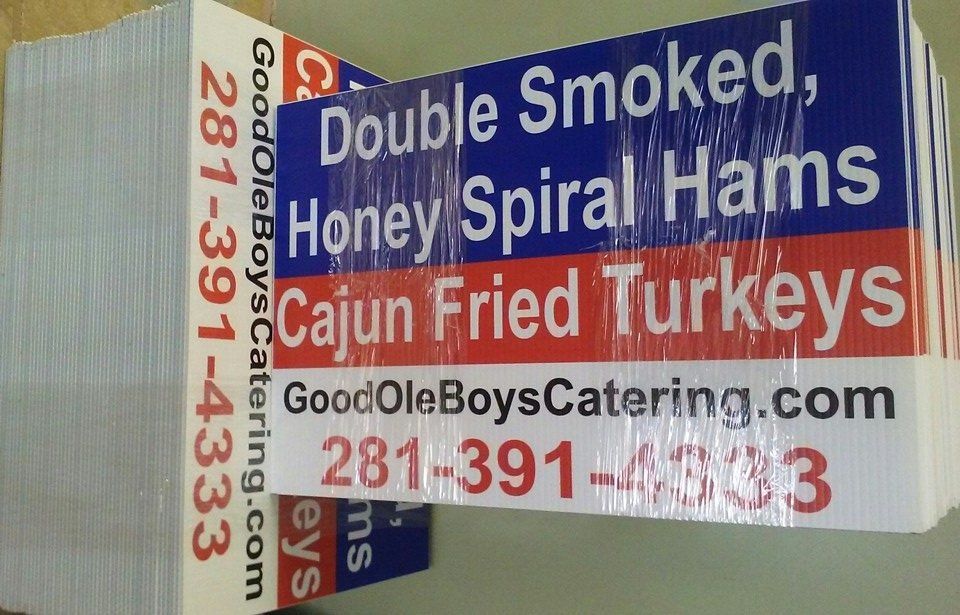 Double Smoked,
Honey Spiral Hams
Cajun Fried Turkeys
GoodOleBoysCatering.com
281-391-4333
GoodOleBoysCatering.com
281-391-4333